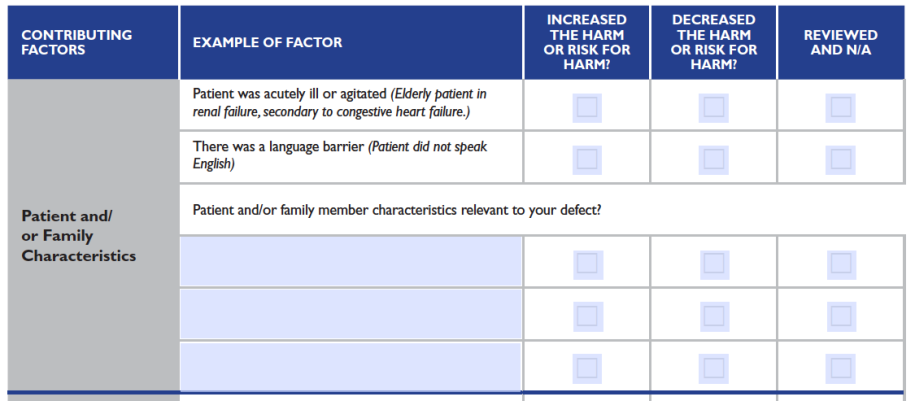 CONTRIBUTING
FACTORS
EXAMPLE OF FACTOR
INCREASED
THE HARM
OR RISK FOR
HARM?
DECREASED
THE HARM
OR RISK FOR
HARM?
REVIEWED
AND N/A
Patient and/
or Family
Characteristics
Patient was acutely ill or agitated (Elderly patient in
renal failure, secondary to congestive heart failure.)
There was a language barrier (Patient did not speak
English)
Patient and/or family member characteristics relevant to your defect?